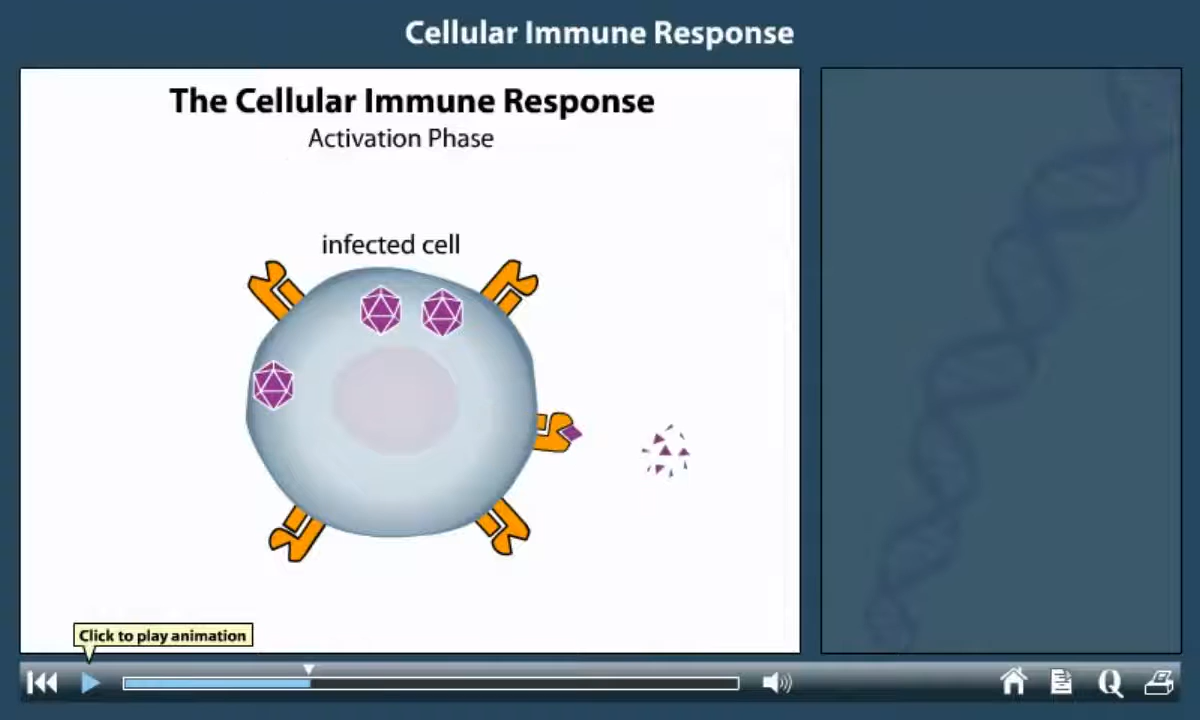 Cellular Immune Response
The Cellular Immune Response
Activation Phase
infected cell
Click to play animation
Q